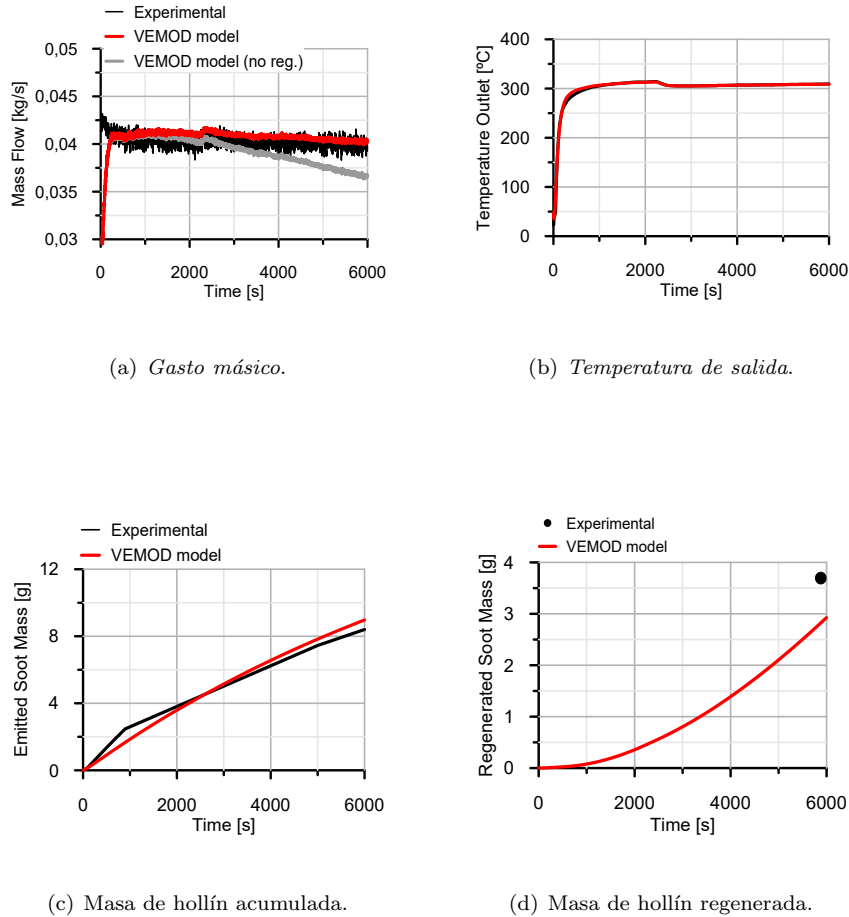 Experimental
VEMOD model
VEMOD model (no reg.)
0,05
0,045
0,04
0,035
0,03
Mass Flow [kg/s]
0 2000 4000 6000
Time [s]
400
300
200
100
0
Temperature Outlet [ºC]
0 2000 4000 6000
Time [s]
(a) Gasto másico.
(b) Temperatura de salida.
Experimental
VEMOD model
12
8
4
0
Emitted Soot Mass [g]
0 2000 4000 6000
Time [s]
Experimental
VEMOD model
4
3
2
1
0
Regenerated Soot Mass [g]
0 2000 4000 6000
Time [s]
(c) Masa de hollín acumulada.
(d) Masa de hollín regenerada.